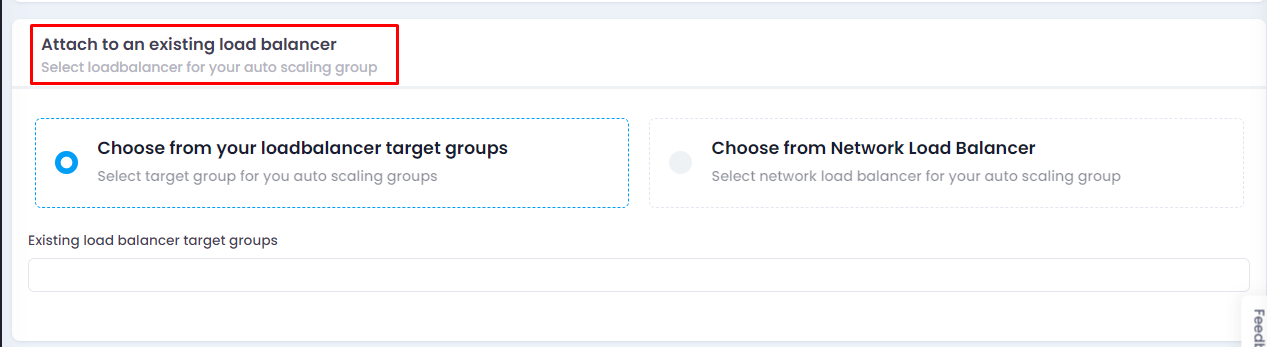 Attach to an existing load balancer
Select loadbalancer for your auto scaling group
Choose from your loadbalancer target groups
Select target group for you auto scaling groups
Choose from Network Load Balancer
Select network load balancer for your auto scaling group
Existing load balancer target groups